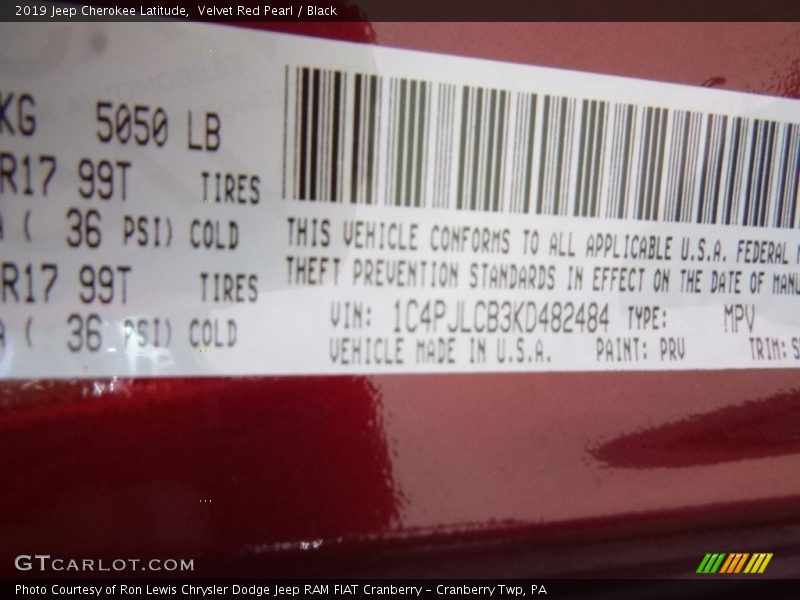 2019 Jeep Cherokee Latitude, Velvet Red Pearl / Black
KG 5050 LB
R17 99T TIRES
( 36 PSI) COLD
R17 99T TIRES
( 36 PSI) COLD
THIS VEHICLE CONFORMS TO ALL APPLICABLE U.S.A. FEDERAL
THEFT PREVENTION STANDARDS IN EFFECT ON THE DATE OF MANU
VIN: 1C4PJLCB3KD482484 TYPE: MPV
VEHICLE MADE IN U.S.A. PAINT: PRV TRIM:
GTCARLOT.COM
Photo Courtesy of Ron Lewis Chrysler Dodge Jeep RAM FIAT Cranberry – Cranberry Twp, PA